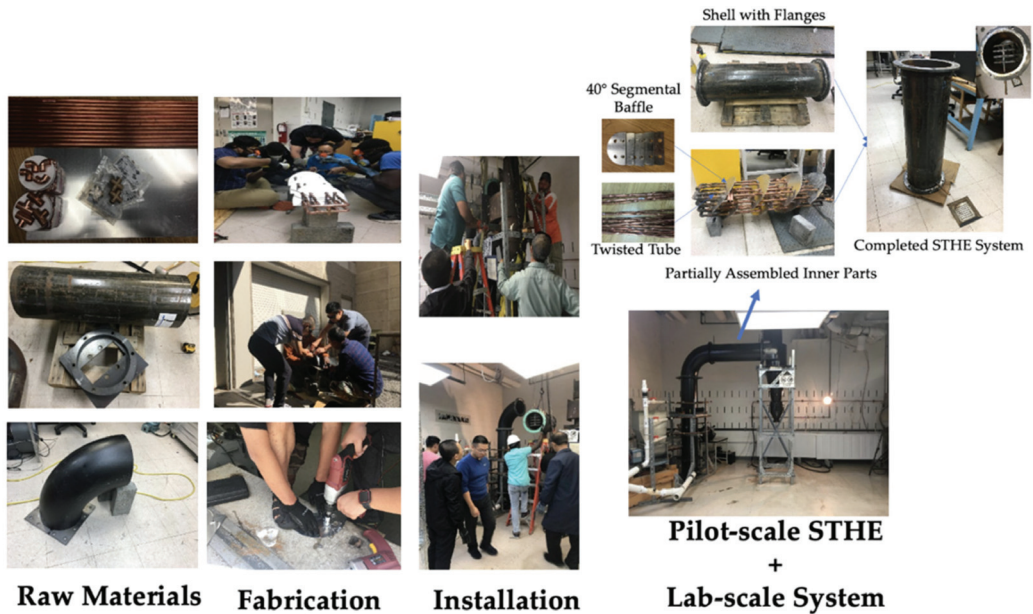 Shell with Flanges
40° Segmental
Baffle
Twisted Tube
Completed STHE System
Partially Assembled Inner Parts
Pilot-scale STHE
+
Lab-scale System
Raw Materials
Fabrication
Installation